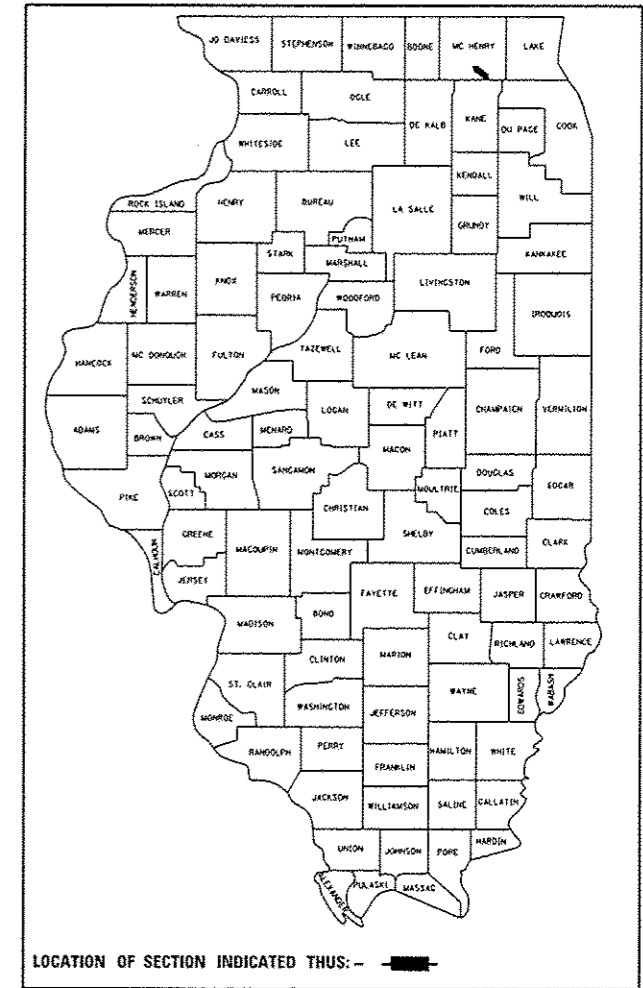 JO DAVIESS STEPHENSON WINNEBAGO BOONE MC HENRY LAKE
CARROLL OGLE DE KALB KANE DU PAGE COOK
WHITESIDE LEE
KENDALL
ROCK ISLAND HENRY BUREAU LA SALLE GRUNDY WILL
MERCER PUTNAM
STARK MARSHALL KANKAKEE
HENDERSON WARREN KNOX PEORIA WOODFORD LIVINGSTON IROQUOIS
HANCOCK MC DONOUGH FULTON TAZEWELL MC LEAN FORD
MASON
SCHUYLER LOGAN DE WITT CHAMPAIGN VERMILION
ADAMS BROWN CASS MENARD MACON PIATT
MORGAN SANGAMON DOUGLAS EDGAR
PIKE SCOTT CHRISTIAN MOULTRIE COLES
GREENE MACOUPIN MONTGOMERY SHELBY CUMBERLAND CLARK
CALHOUN JERSEY FAYETTE EFFINGHAM JASPER CRAWFORD
MADISON BOND
CLAY RICHLAND LAWRENCE
CLINTON MARION
ST. CLAIR WAYNE EDWARDS WABASH
MONROE WASHINGTON JEFFERSON
RANDOLPH PERRY HAMILTON WHITE
FRANKLIN
JACKSON WILLIAMSON SALINE GALLATIN
UNION JOHNSON POPE HARDIN
ALEXANDER PULASKI MASSAC
LOCATION OF SECTION INDICATED THUS: -